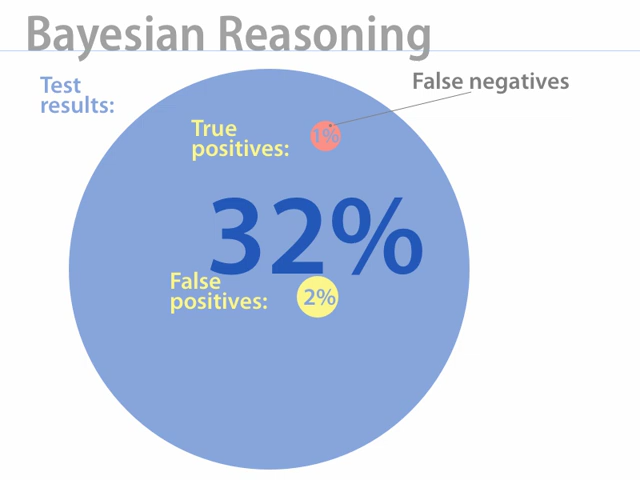 Bayesian Reasoning
Test
results:
False negatives
True
positives:
1%
32%
False
positives:
2%